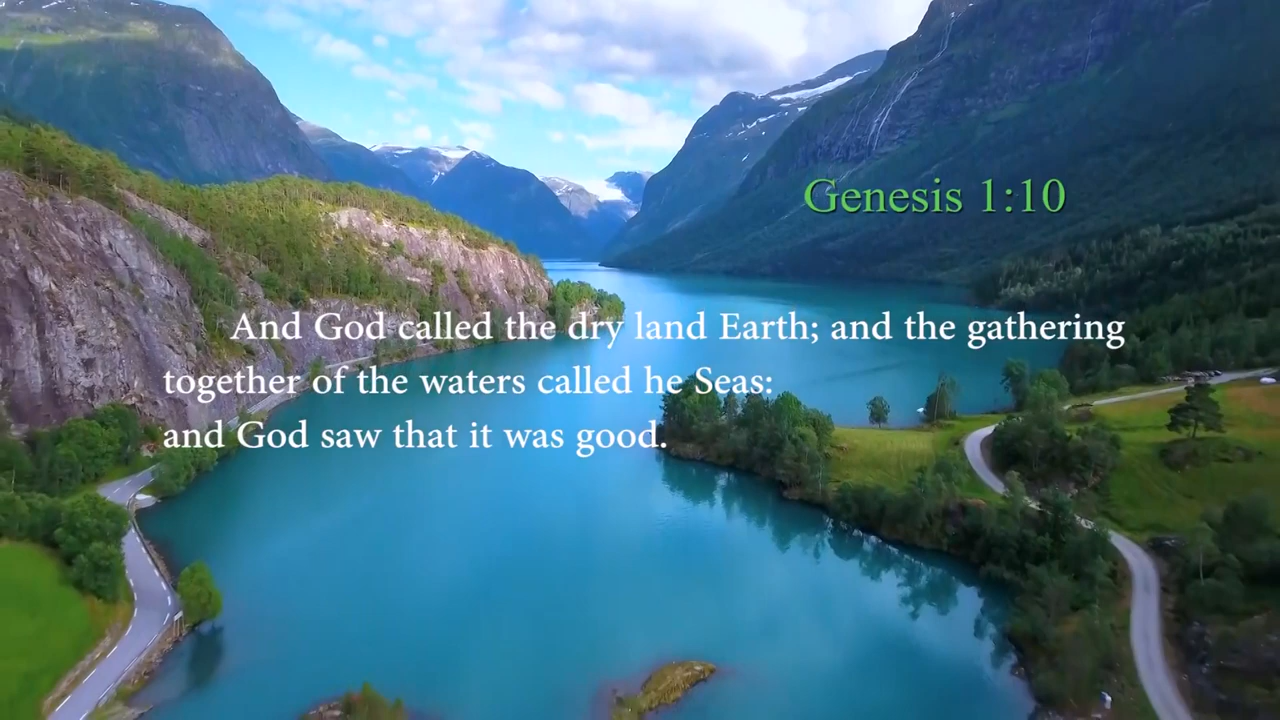 Genesis 1:10
And God called the dry land Earth; and the gathering
together of the waters called he Seas:
and God saw that it was good.